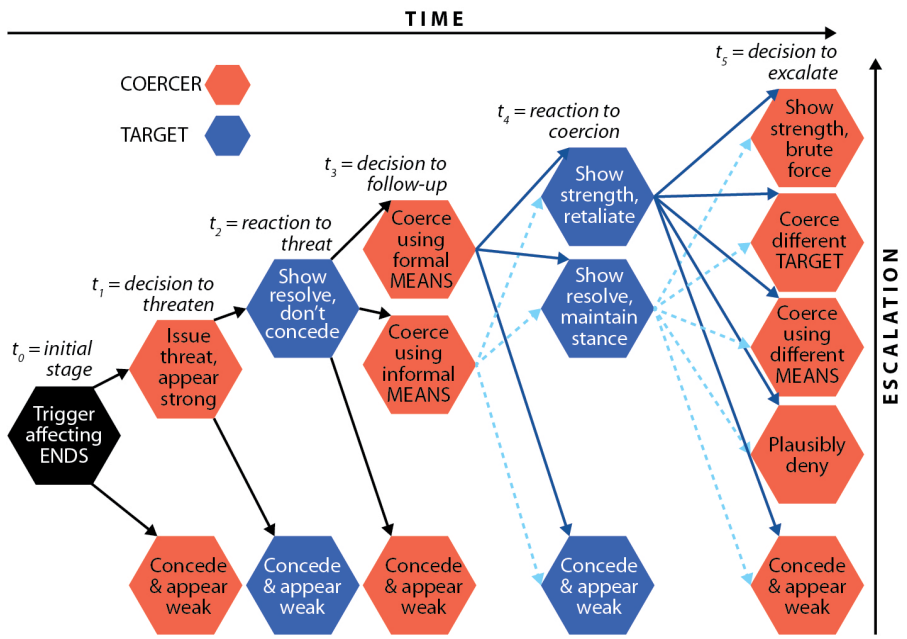 TIME
COERCER
TARGET
t0 = initial
stage
Trigger
affecting
ENDS
t1 = decision to
threaten
Issue
threat,
appear
strong
Concede
& appear
weak
t2 = reaction to
threat
Show
resolve,
don't
concede
Concede
& appear
weak
t3 = decision to
follow-up
Coerce
using
formal
MEANS
Coerce
using
informal
MEANS
Concede
& appear
weak
t4 = reaction to
coercion
Show
strength,
retaliate
Show
resolve,
maintain
stance
Concede
& appear
weak
t5 = decision to
excalate
Show
strength,
brute
force
Coerce
different
TARGET
Coerce
using
different
MEANS
Plausibly
deny
Concede
& appear
weak
ESCALATION